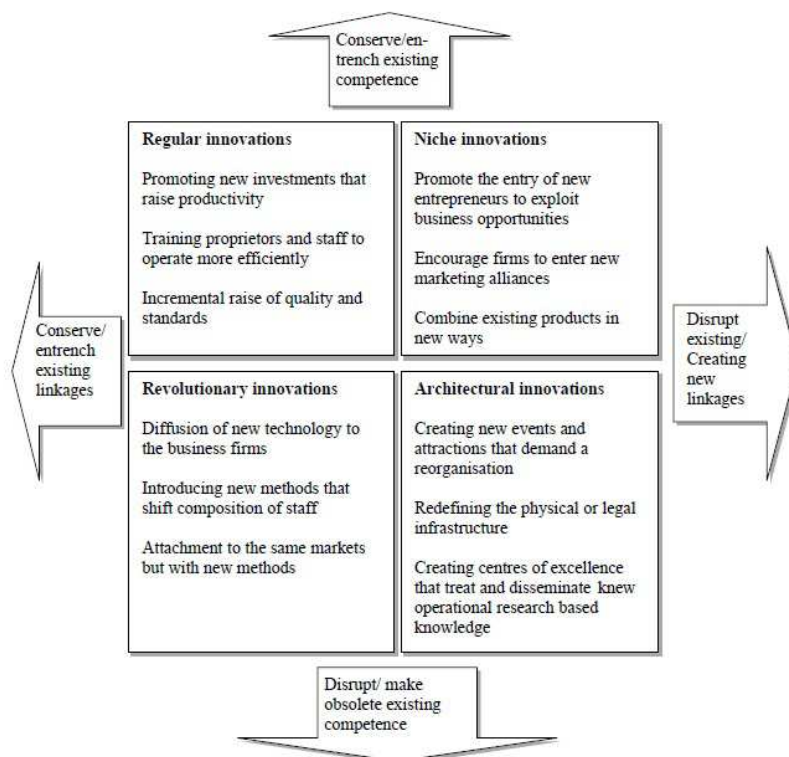 Conserve/en-
trench existing
competence
Regular innovations
Promoting new investments that
raise productivity
Training proprietors and staff to
operate more efficiently
Incremental raise of quality and
standards
Niche innovations
Promote the entry of new
entrepreneurs to exploit
business opportunities
Encourage firms to enter new
marketing alliances
Combine existing products in
new ways
Conserve/
entrench
existing
linkages
Disrupt
existing/
Creating
new
linkages
Revolutionary innovations
Diffusion of new technology to
the business firms
Introducing new methods that
shift composition of staff
Attachment to the same markets
but with new methods
Architectural innovations
Creating new events and
attractions that demand a
reorganisation
Redefining the physical or legal
infrastructure
Creating centres of excellence
that treat and disseminate knew
operational research based
knowledge
Disrupt/ make
obsolete existing
competence